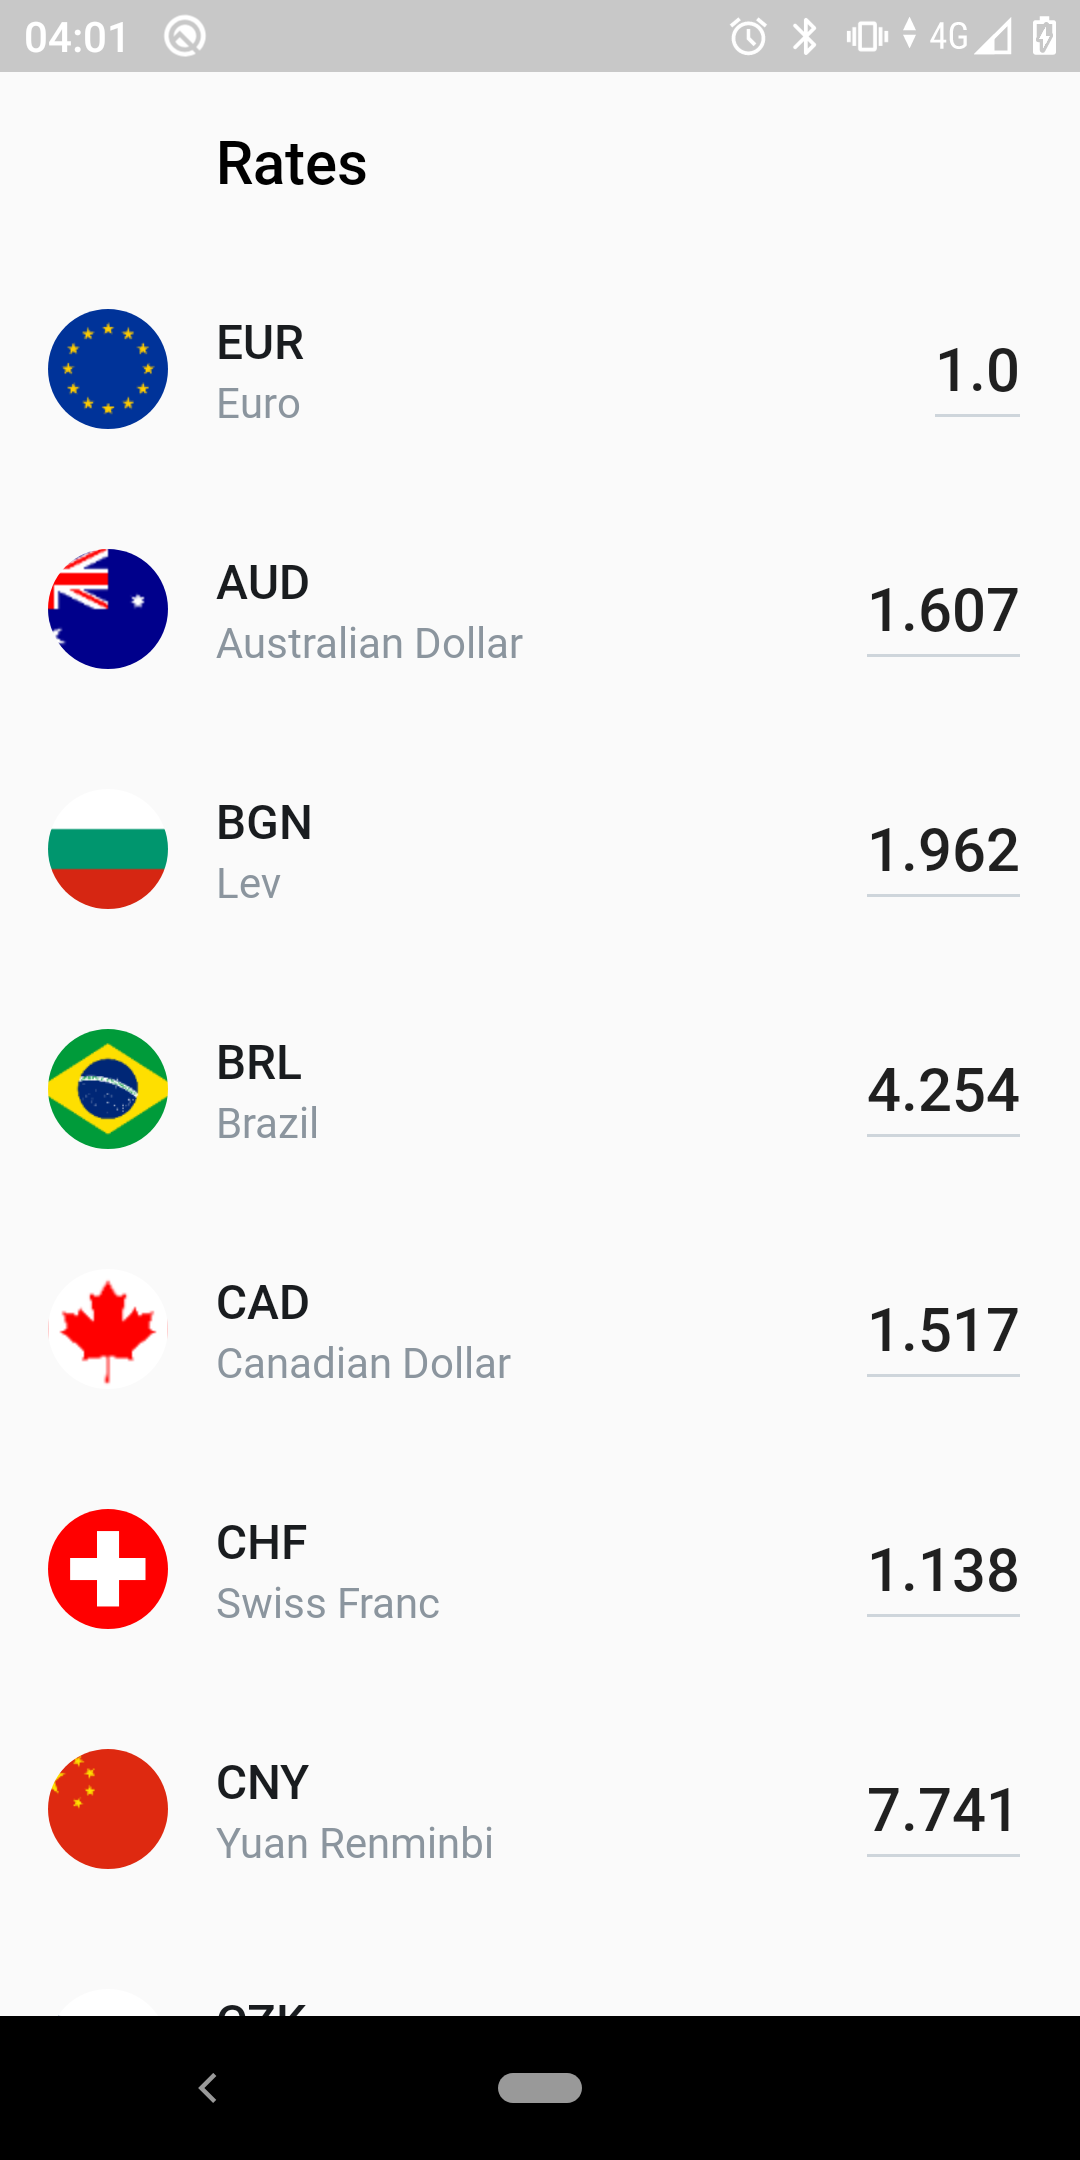 04:01 4G
Rates
EUR
Euro
1.0
AUD
Australian Dollar
1.607
BGN
Lev
1.962
BRL
Brazil
4.254
CAD
Canadian Dollar
1.517
CHF
Swiss Franc
1.138
CNY
Yuan Renminbi
7.741
CZK